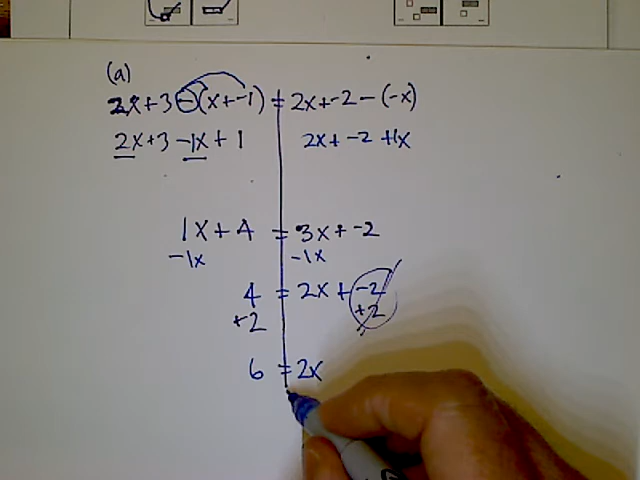 (a)
2x+3-(x+-1) = 2x+-2-(-x)
2x+3-1x+1 2x+-2+1x
1x+4 = 3x+-2
-1x -1x
4 = 2x+-2
+2 +2
6 = 2x